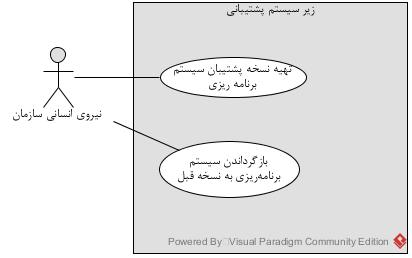 زیر سیستم پشتیبانی
تهیه نسخه پشتیبان سیستم
برنامه ریزی
نیروی انسانی سازمان
بازگرداندن سیستم
برنامه‌ریزی به نسخه قبل
Powered By Visual Paradigm Community Edition